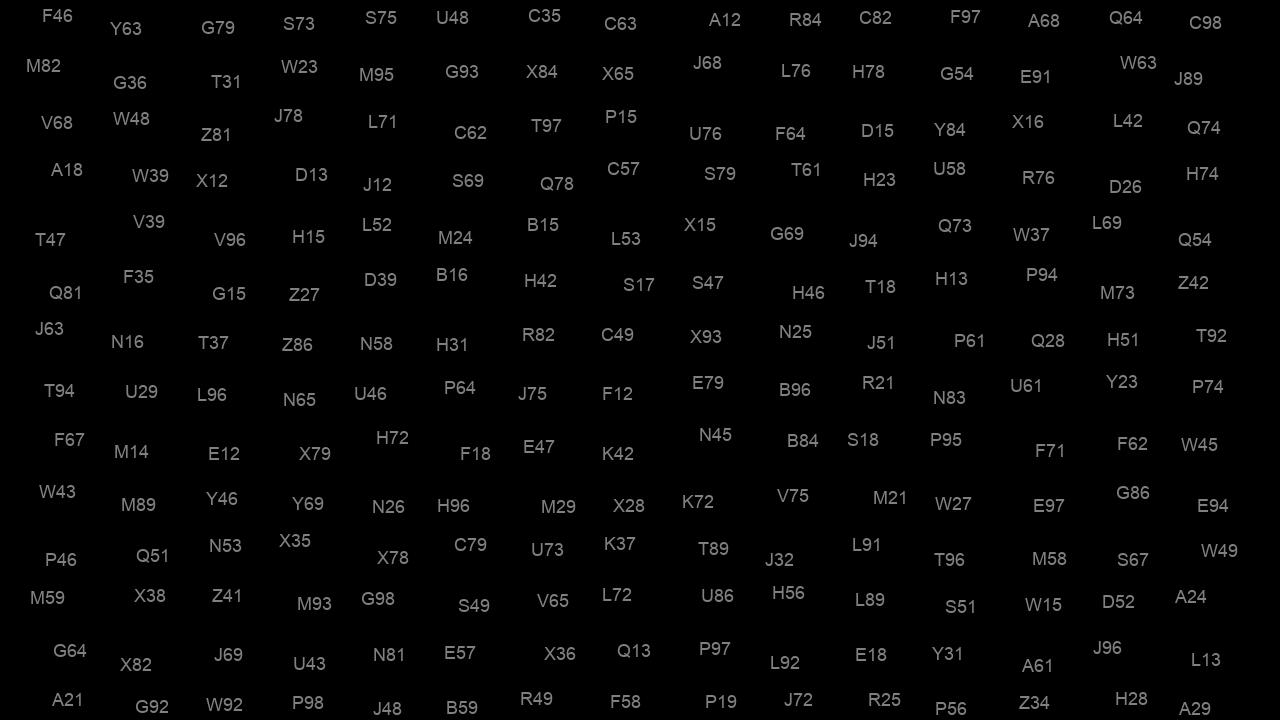 F46 Y63 G79 S73 S75 U48 C35 C63 A12 R84 C82 F97 A68 Q64 C98
M82 G36 T31 W23 M95 G93 X84 X65 J68 L76 H78 G54 E91 W63 J89
V68 W48 Z81 J78 L71 C62 T97 P15 U76 F64 D15 Y84 X16 L42 Q74
A18 W39 X12 D13 J12 S69 Q78 C57 S79 T61 H23 U58 R76 D26 H74
T47 V39 V96 H15 L52 M24 B15 L53 X15 G69 J94 Q73 W37 L69 Q54
Q81 F35 G15 Z27 D39 B16 H42 S17 S47 H46 T18 H13 P94 M73 Z42
J63 N16 T37 Z86 N58 H31 R82 C49 X93 N25 J51 P61 Q28 H51 T92
T94 U29 L96 N65 U46 P64 J75 F12 E79 B96 R21 N83 U61 Y23 P74
F67 M14 E12 X79 H72 F18 E47 K42 N45 B84 S18 P95 F71 F62 W45
W43 M89 Y46 Y69 N26 H96 M29 X28 K72 V75 M21 W27 E97 G86 E94
P46 Q51 N53 X35 X78 C79 U73 K37 T89 J32 L91 T96 M58 S67 W49
M59 X38 Z41 M93 G98 S49 V65 L72 U86 H56 L89 S51 W15 D52 A24
G64 X82 J69 U43 N81 E57 X36 Q13 P97 L92 E18 Y31 A61 J96 L13
A21 G92 W92 P98 J48 B59 R49 F58 P19 J72 R25 P56 Z34 H28 A29